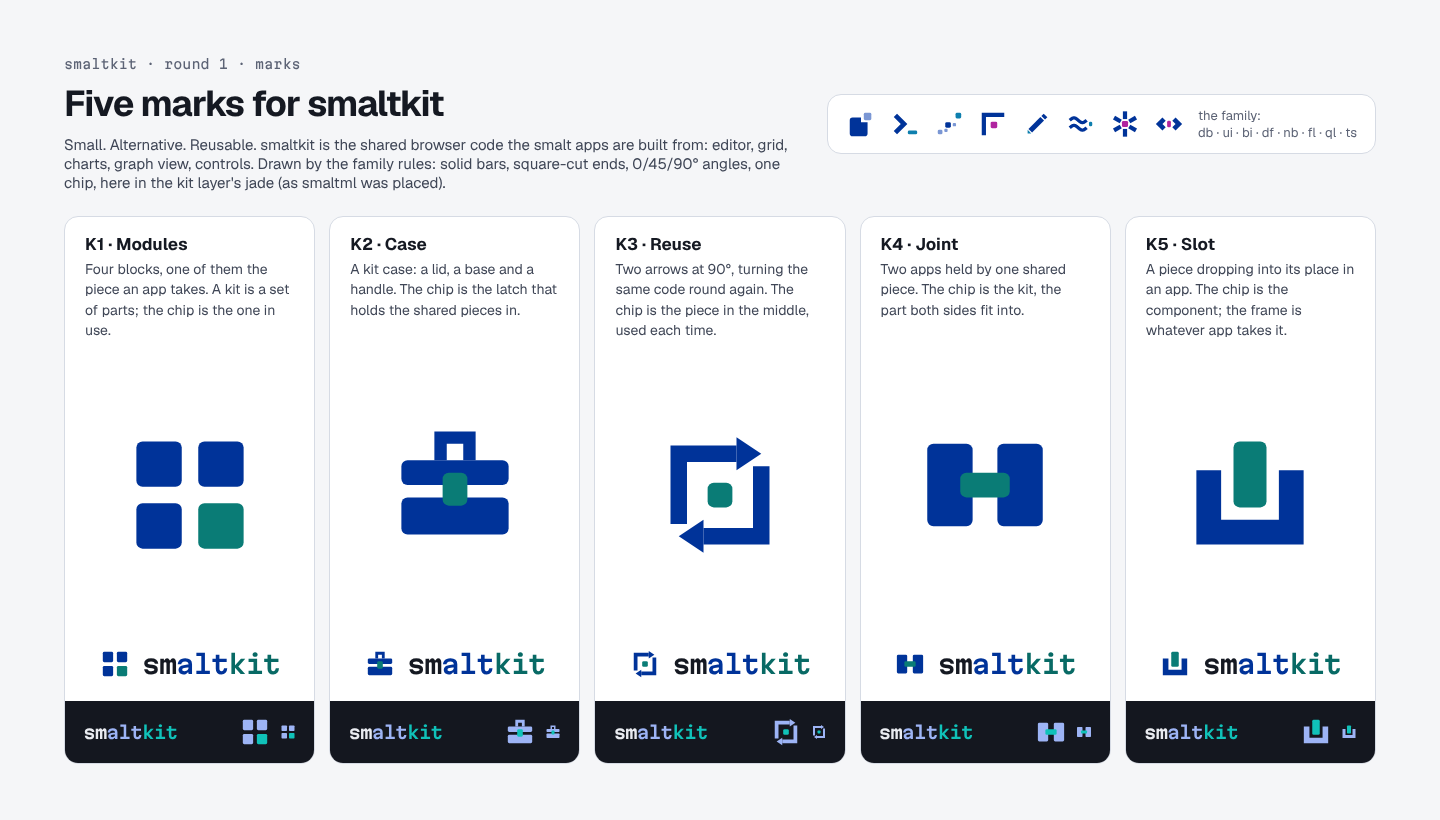 smaltkit · round 1 · marks
Five marks for smaltkit
Small. Alternative. Reusable. smaltkit is the shared browser code the smalt apps are built from: editor, grid,
charts, graph view, controls. Drawn by the family rules: solid bars, square-cut ends, 0/45/90° angles, one
chip, here in the kit layer's jade (as smaltml was placed).
the family:
db · ui · bi · df · nb · fl · ql · ts
K1 · Modules
Four blocks, one of them the
piece an app takes. A kit is a set
of parts; the chip is the one in
use.
smaltkit
smaltkit
K2 · Case
A kit case: a lid, a base and a
handle. The chip is the latch that
holds the shared pieces in.
smaltkit
smaltkit
K3 · Reuse
Two arrows at 90°, turning the
same code round again. The
chip is the piece in the middle,
used each time.
smaltkit
smaltkit
K4 · Joint
Two apps held by one shared
piece. The chip is the kit, the
part both sides fit into.
smaltkit
smaltkit
K5 · Slot
A piece dropping into its place in
an app. The chip is the
component; the frame is
whatever app takes it.
smaltkit
smaltkit